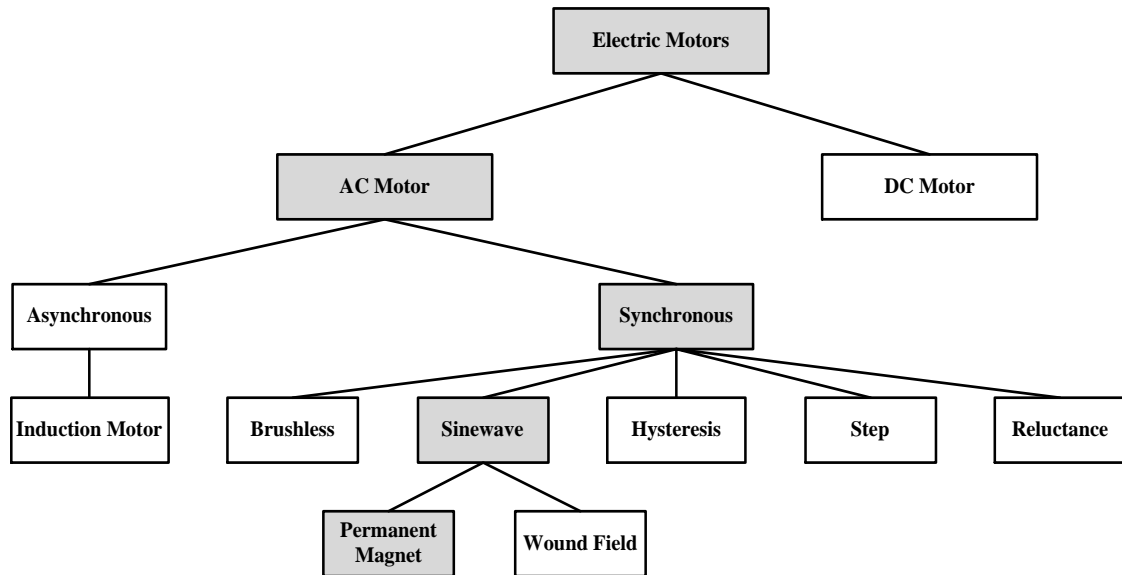 Electric Motors
AC Motor
DC Motor
Asynchronous
Synchronous
Induction Motor
Brushless
Sinewave
Hysteresis
Step
Reluctance
Permanent
Magnet
Wound Field